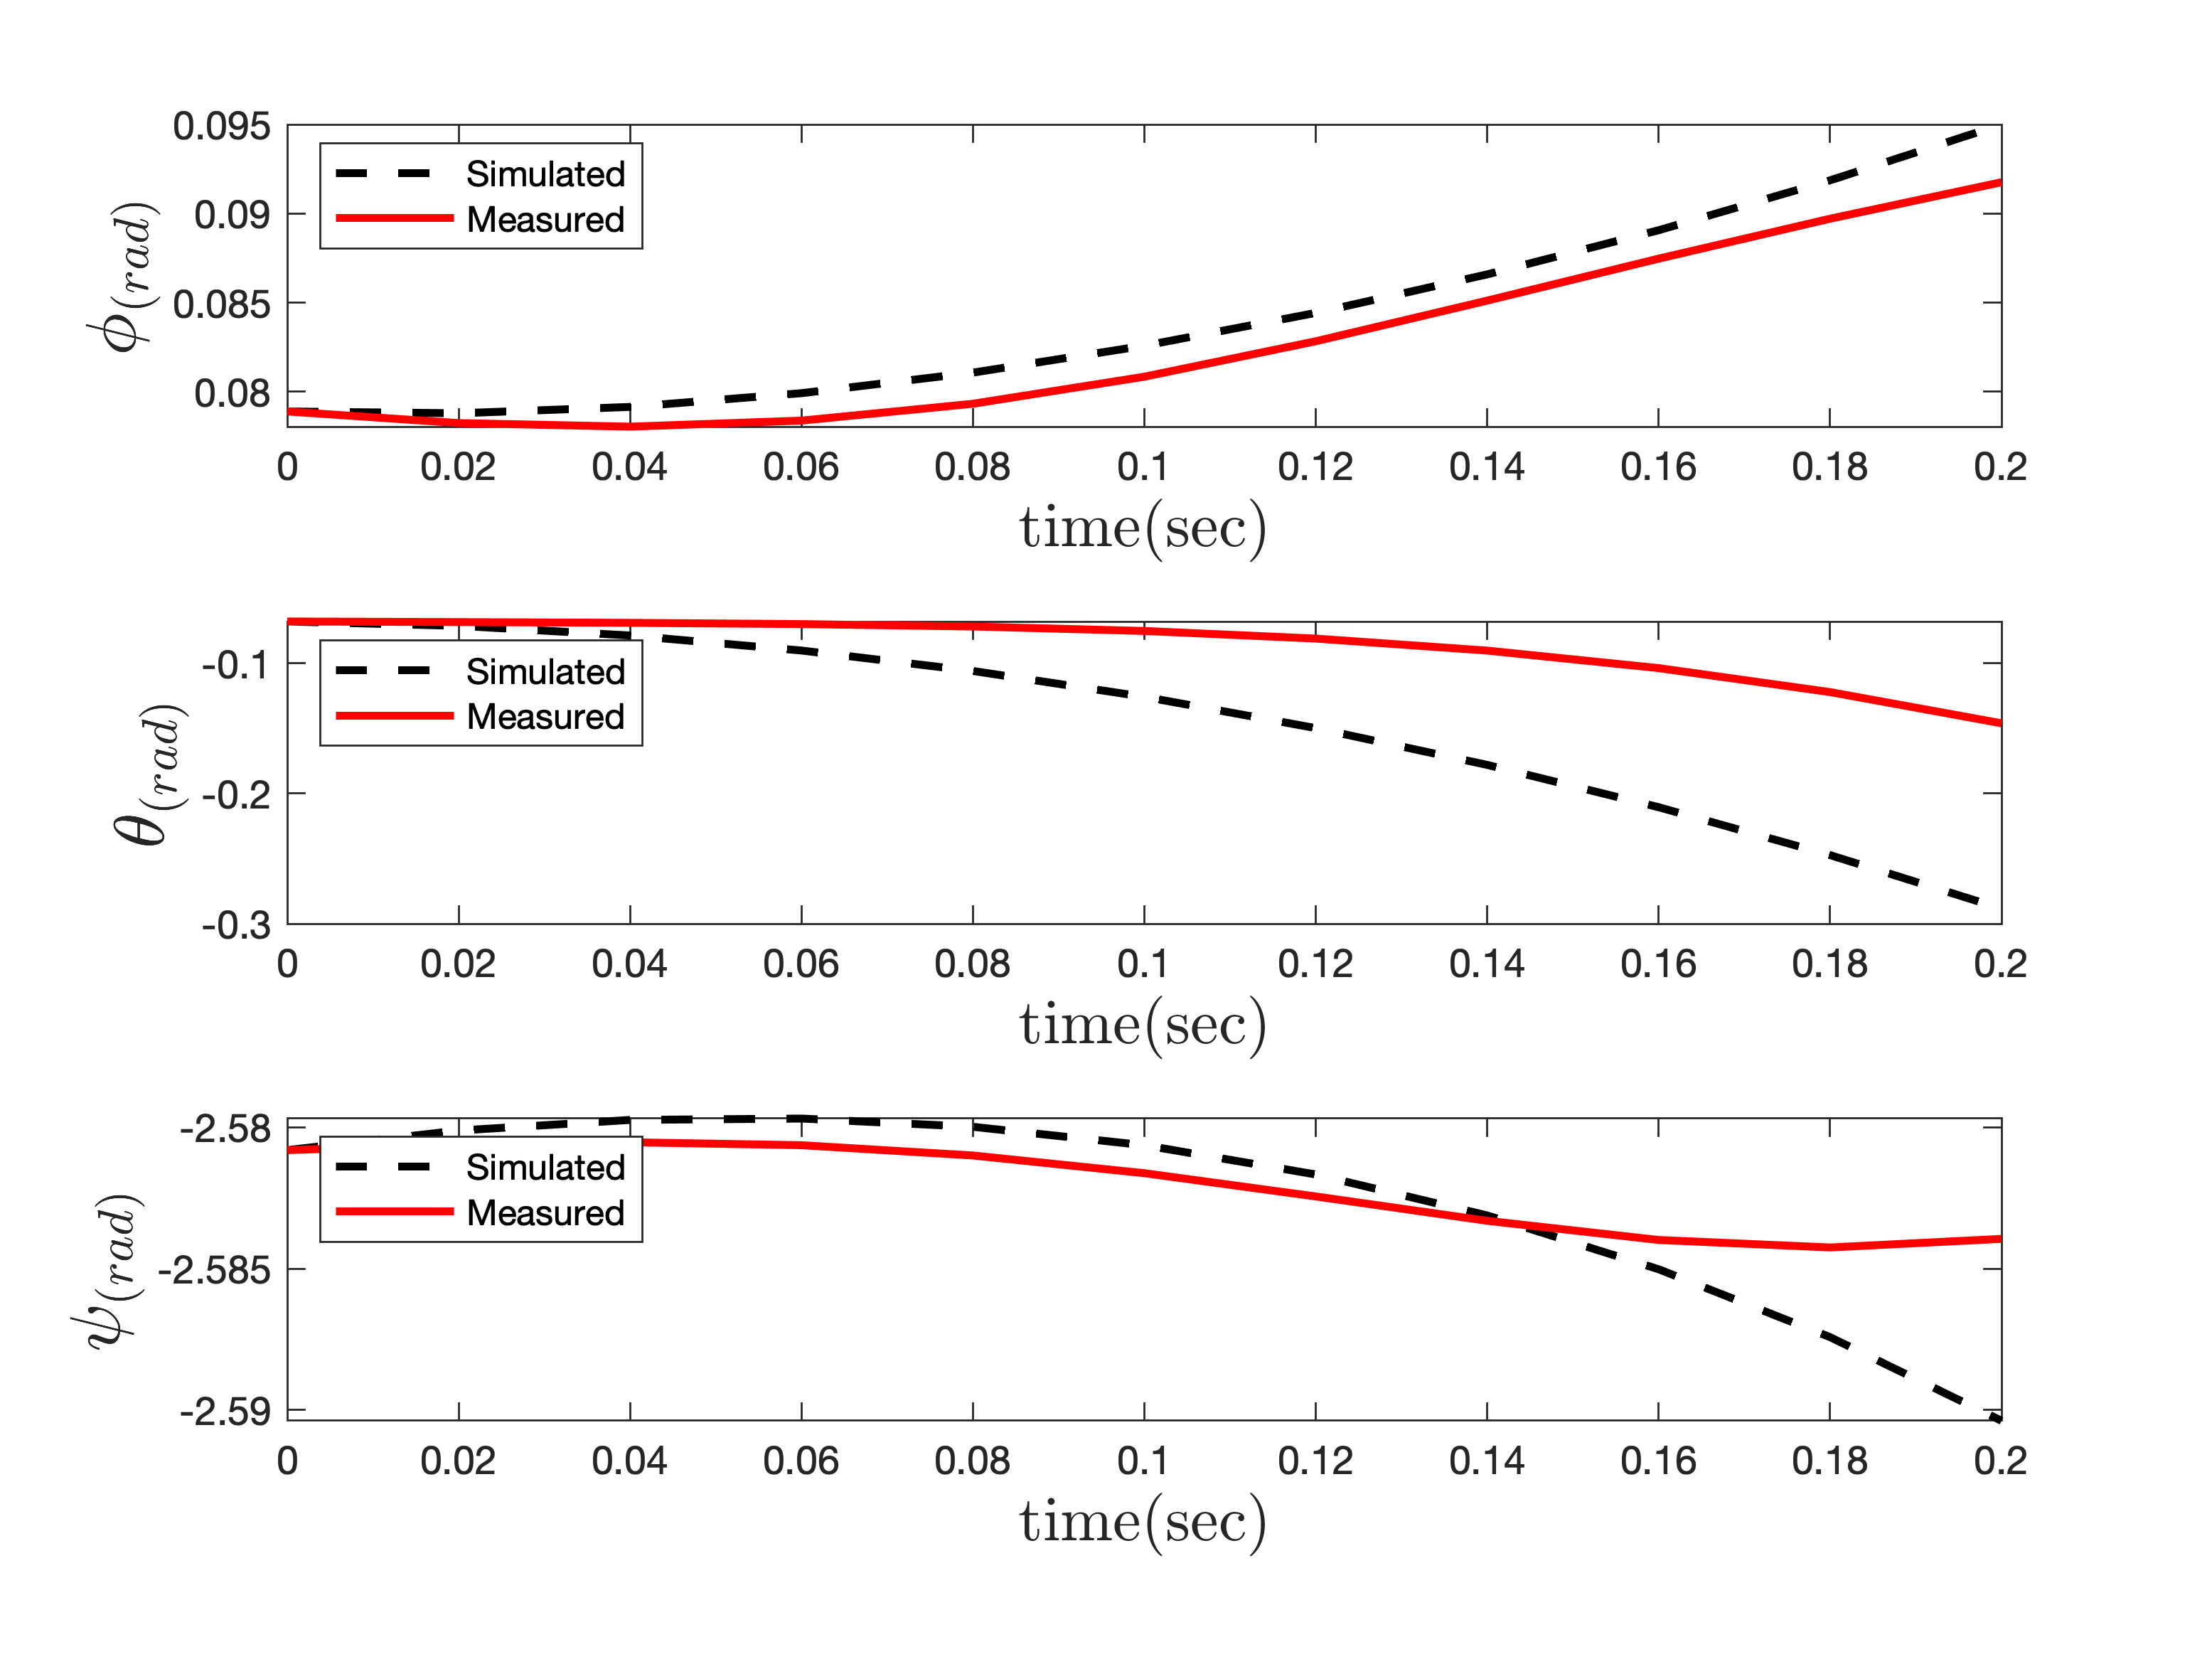 0.095
0.09
0.085
0.08
ϕ(rad)
Simulated
Measured
0 0.02 0.04 0.06 0.08 0.1 0.12 0.14 0.16 0.18 0.2
time(sec)
-0.1
-0.2
-0.3
θ(rad)
Simulated
Measured
0 0.02 0.04 0.06 0.08 0.1 0.12 0.14 0.16 0.18 0.2
time(sec)
-2.58
-2.585
-2.59
ψ(rad)
Simulated
Measured
0 0.02 0.04 0.06 0.08 0.1 0.12 0.14 0.16 0.18 0.2
time(sec)